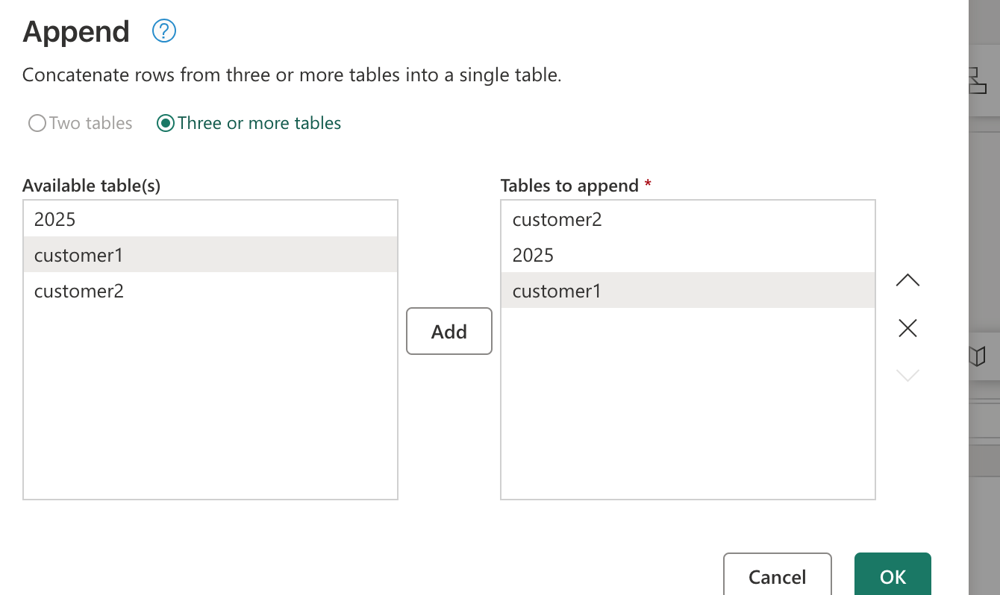 Append ?
Concatenate rows from three or more tables into a single table.
Two tables Three or more tables
Available table(s)
2025
customer1
customer2
Add
Tables to append *
customer2
2025
customer1
Cancel OK